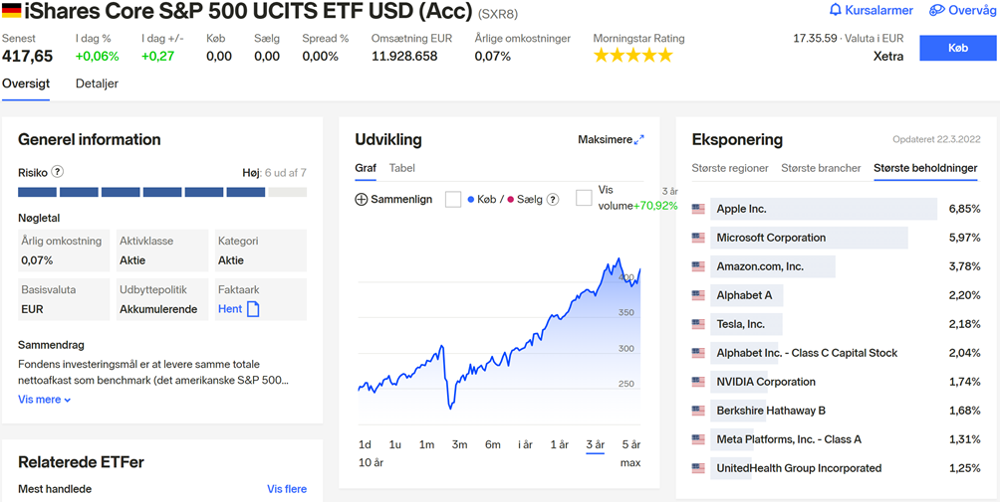 iShares Core S&P 500 UCITS ETF USD (Acc) (SXR8)
Kursalarmer
Overvåg
Senest
I dag %
I dag +/-
Køb
Sælg
Spread %
Omsætning EUR
Årlige omkostninger
Morningstar Rating
17.35.59 · Valuta i EUR
417,65
+0,06%
+0,27
0,00
0,00
0,00%
11.928.658
0,07%
Xetra
Køb
Oversigt
Detaljer
Generel information
Risiko ?
Høj: 6 ud af 7
Nøgletal
Årlig omkostning
0,07%
Aktivklasse
Aktie
Kategori
Aktie
Basisvaluta
EUR
Udbyttepolitik
Akkumulerende
Faktaark
Hent
Sammendrag
Fondens investeringsmål er at levere samme totale
nettoafkast som benchmark (det amerikanske S&P 500...
Vis mere
Relaterede ETFer
Mest handlede
Vis flere
Udvikling
Maksimere
Graf
Tabel
Sammenlign
Køb / Sælg ?
Vis
volume
3 år
+70,92%
400
350
300
250
1d
1u
1m
3m
6m
i år
1 år
3 år
5 år
10 år
max
Eksponering
Opdateret 22.3.2022
Største regioner
Største brancher
Største beholdninger
Apple Inc. 6,85%
Microsoft Corporation 5,97%
Amazon.com, Inc. 3,78%
Alphabet A 2,20%
Tesla, Inc. 2,18%
Alphabet Inc. - Class C Capital Stock 2,04%
NVIDIA Corporation 1,74%
Berkshire Hathaway B 1,68%
Meta Platforms, Inc. - Class A 1,31%
UnitedHealth Group Incorporated 1,25%